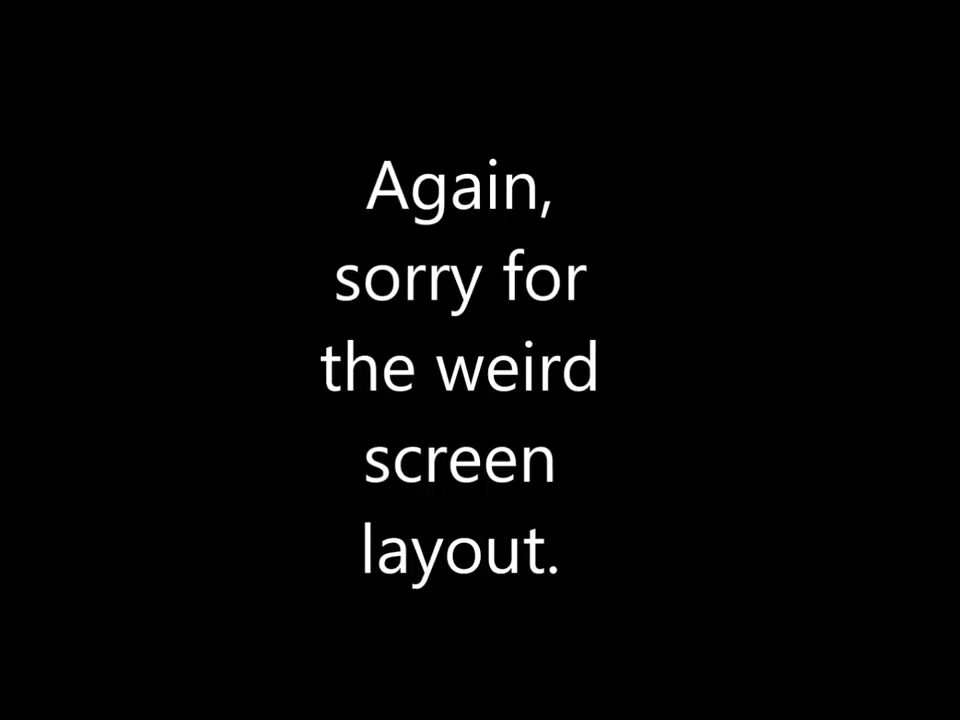 Again,
sorry for
the weird
screen
layout.